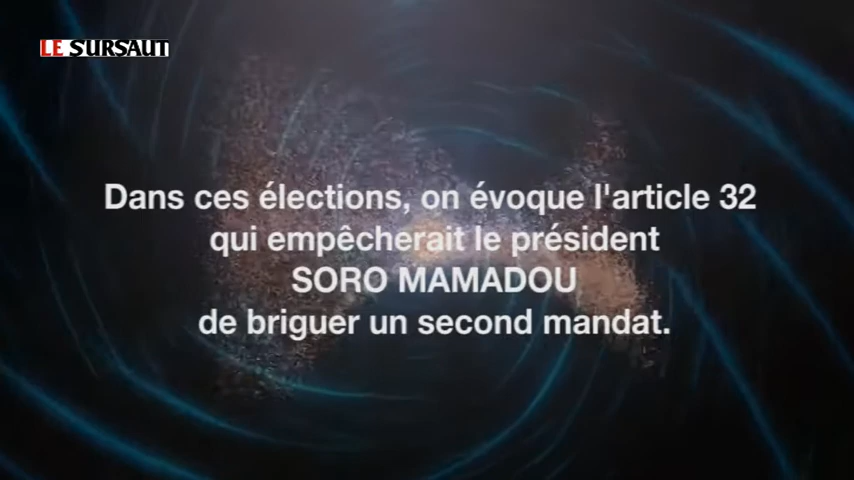 LE SURSAUT
Dans ces élections, on évoque l'article 32
qui empêcherait le président
SORO MAMADOU
de briguer un second mandat.